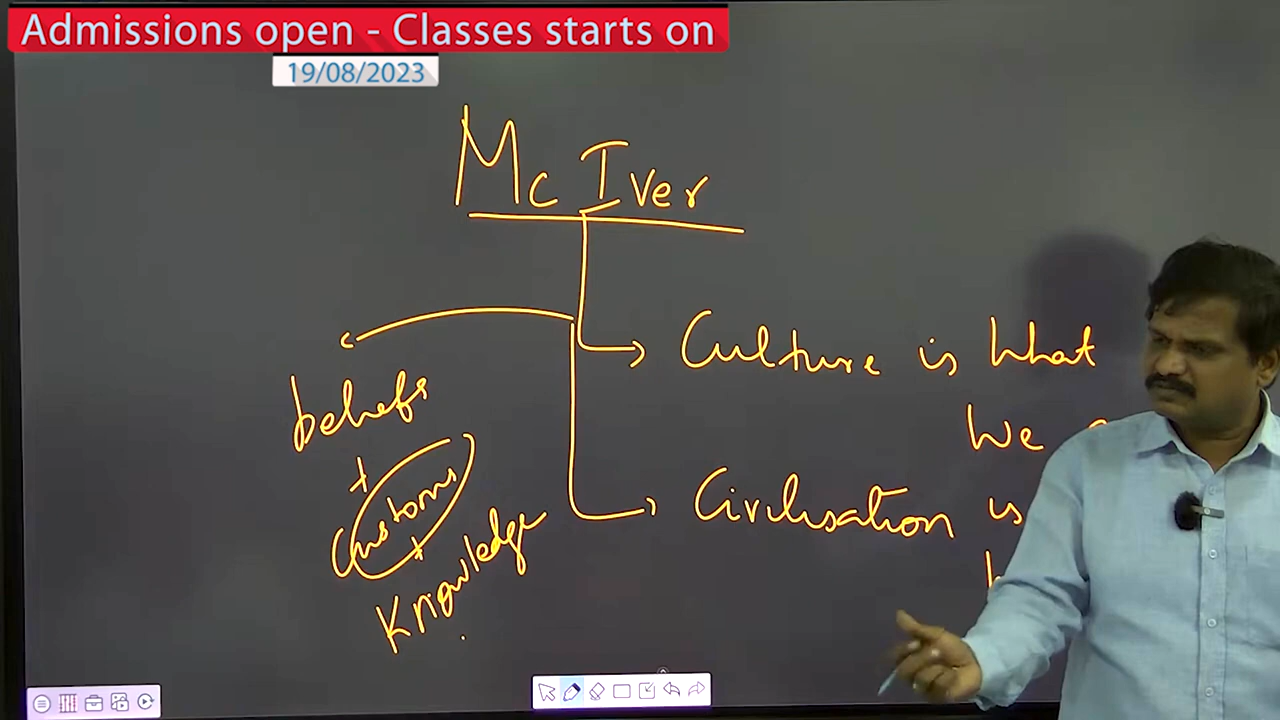 Admissions open - Classes starts on
19/08/2023
Mc Iver
Culture is what
We
beliefs
+
Customs
+
Knowledge
Civilisation is